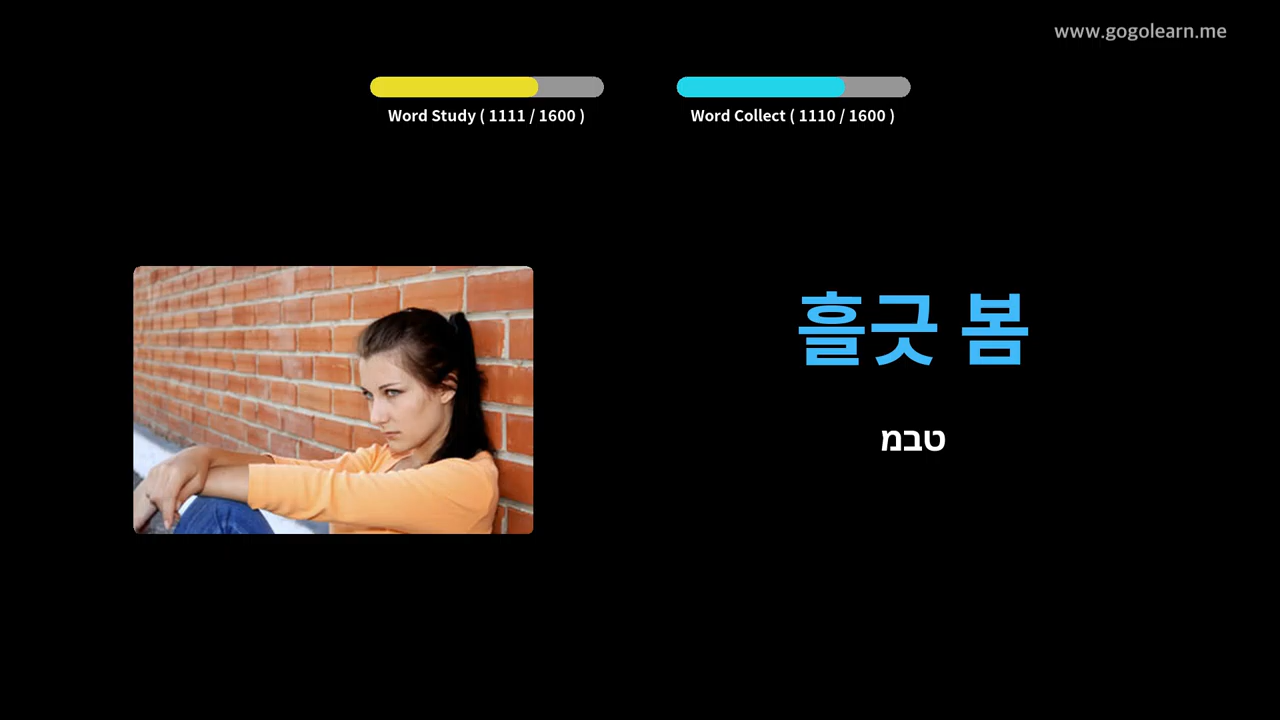 www.gogolearn.me
Word Study ( 1111 / 1600 )
Word Collect ( 1110 / 1600 )
흘긋 봄
מבט